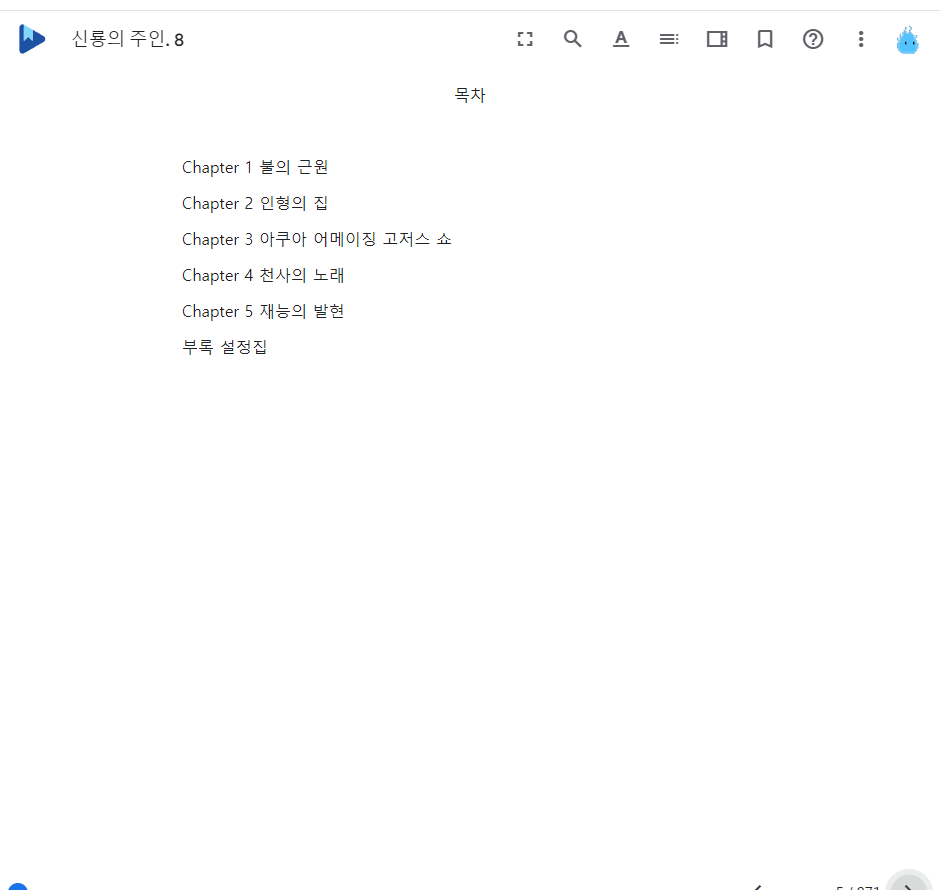 신룡의 주인. 8
목차
Chapter 1 불의 근원
Chapter 2 인형의 집
Chapter 3 아쿠아 어메이징 고저스 쇼
Chapter 4 천사의 노래
Chapter 5 재능의 발현
부록 설정집